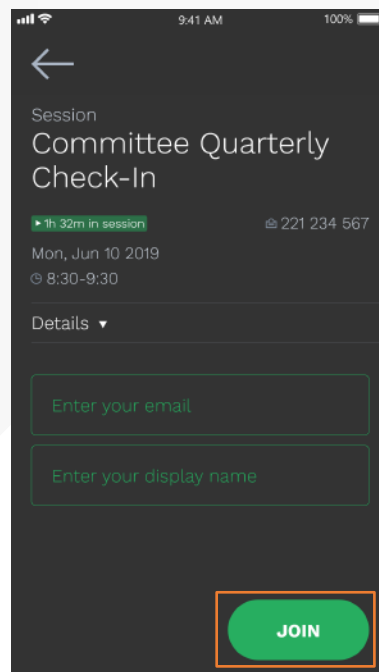 9:41 AM 100%
Session
Committee Quarterly
Check-In
1h 32m in session 221 234 567
Mon, Jun 10 2019
8:30-9:30
Details
Enter your email
Enter your display name
JOIN